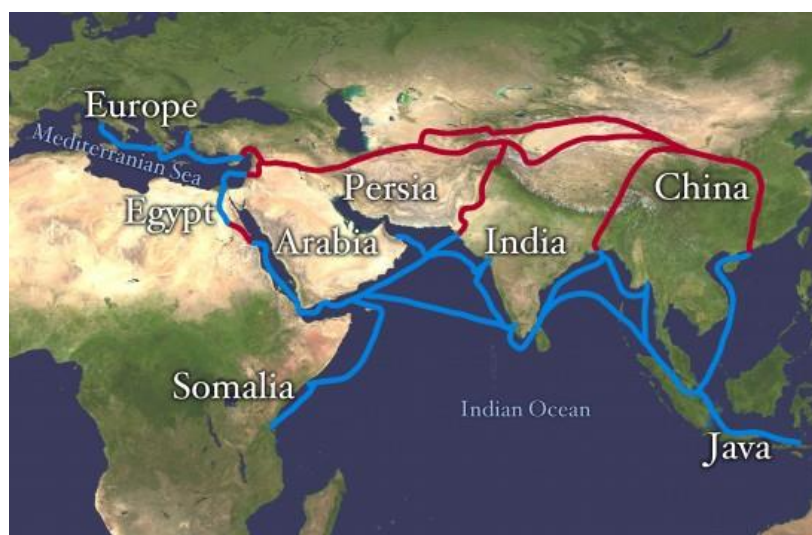 Europe
Mediterranean Sea
Egypt
Arabia
Persia
India
China
Somalia
Indian Ocean
Java